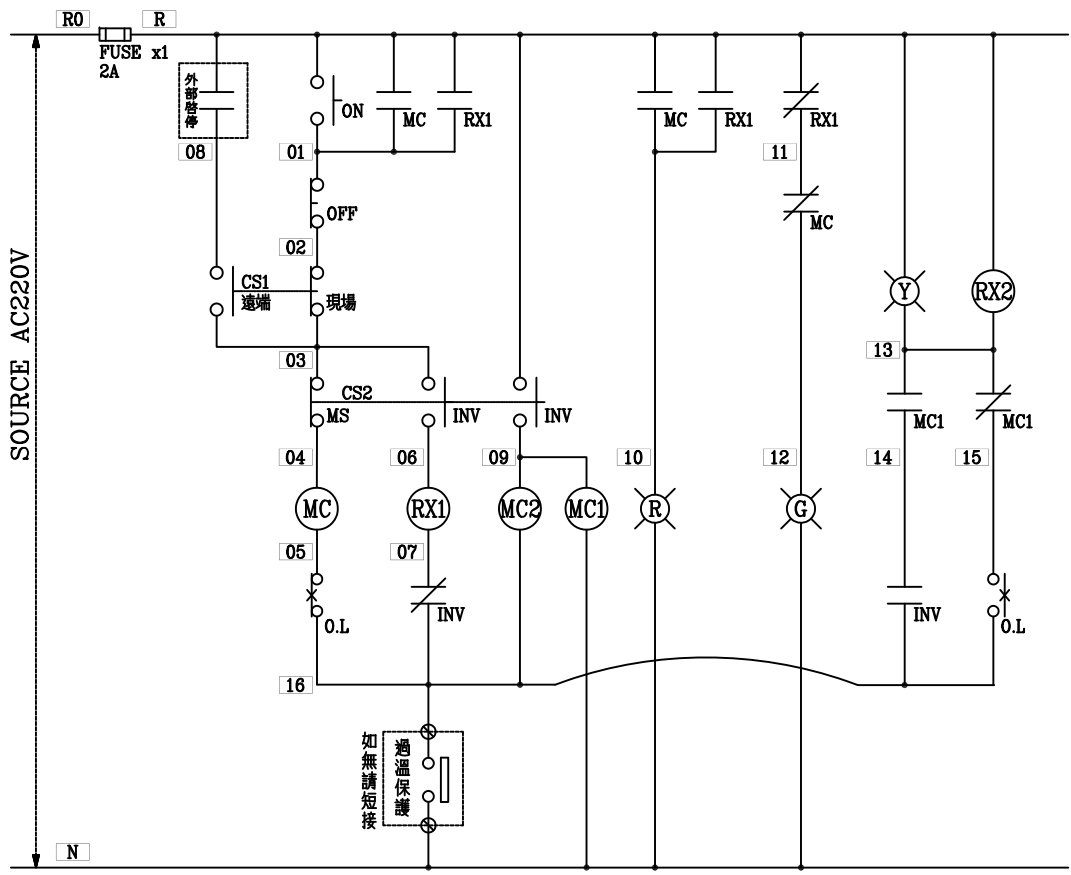 R0
R
FUSE x1
2A
外部啓停
ON
MC
RX1
MC
RX1
RX1
08
01
11
OFF
MC
02
SOURCE AC220V
CS1
遠端
現場
Y
RX2
03
13
CS2
MS
INV
INV
MC1
MC1
04
06
09
10
12
14
15
MC
RX1
MC2
MC1
R
G
05
07
INV
INV
O.L
O.L
16
如無請短接
過溫保護
N